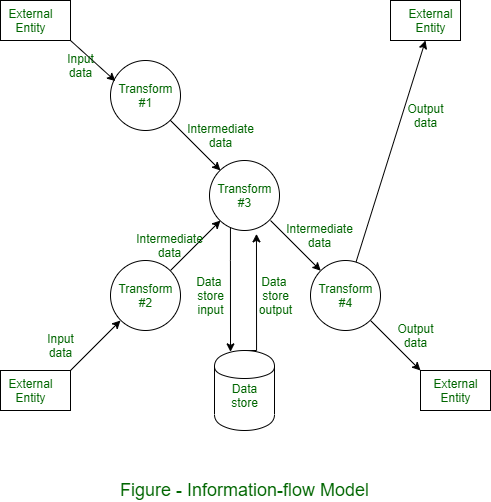 External
Entity
External
Entity
Input
data
Transform
#1
Output
data
Intermediate
data
Transform
#3
Intermediate
data
Intermediate
data
Transform
#2
Data
store
input
Data
store
output
Transform
#4
Input
data
Output
data
External
Entity
Data
store
External
Entity
Figure - Information-flow Model